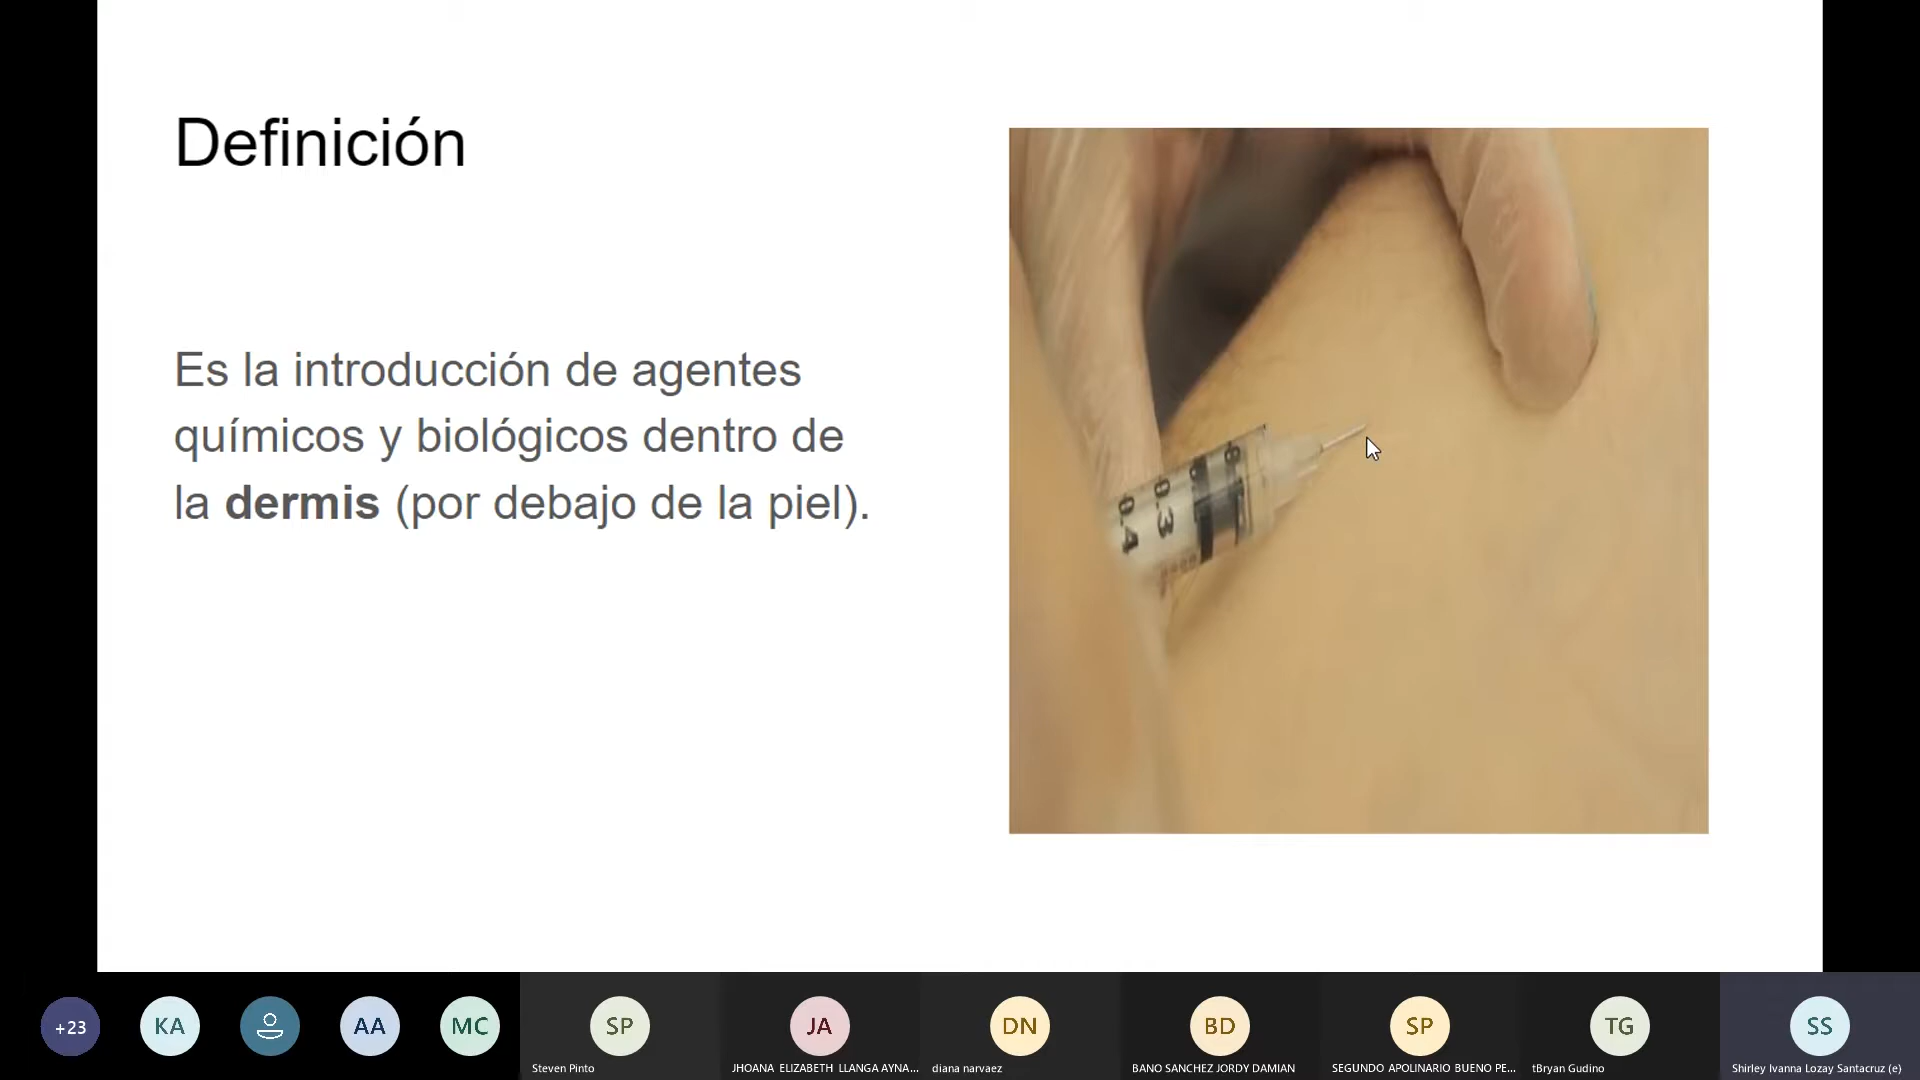 Definición
Es la introducción de agentes
químicos y biológicos dentro de
la dermis (por debajo de la piel).
0.4
0.3
+23
KA
AA
MC
SP
JA
DN
BD
SP
TG
SS
Steven Pinto
JHOANA ELIZABETH LLANGA AYNA...
diana narvaez
BANO SANCHEZ JORDY DAMIAN
SEGUNDO APOLINARIO BUENO PE...
tBryan Gudino
Shirley Ivanna Lozay Santacruz (e)